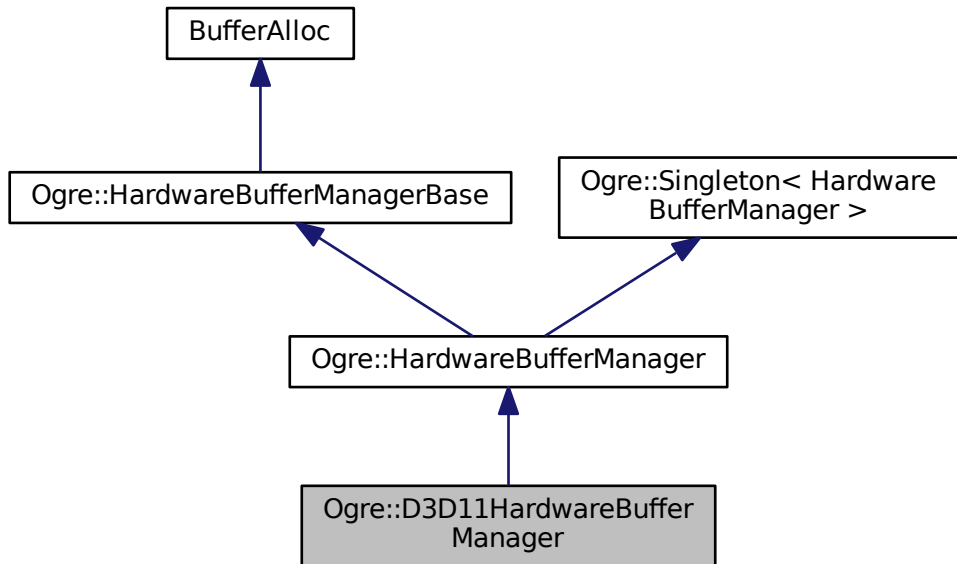 BufferAlloc
Ogre::HardwareBufferManagerBase
Ogre::Singleton< Hardware
BufferManager >
Ogre::HardwareBufferManager
Ogre::D3D11HardwareBuffer
Manager